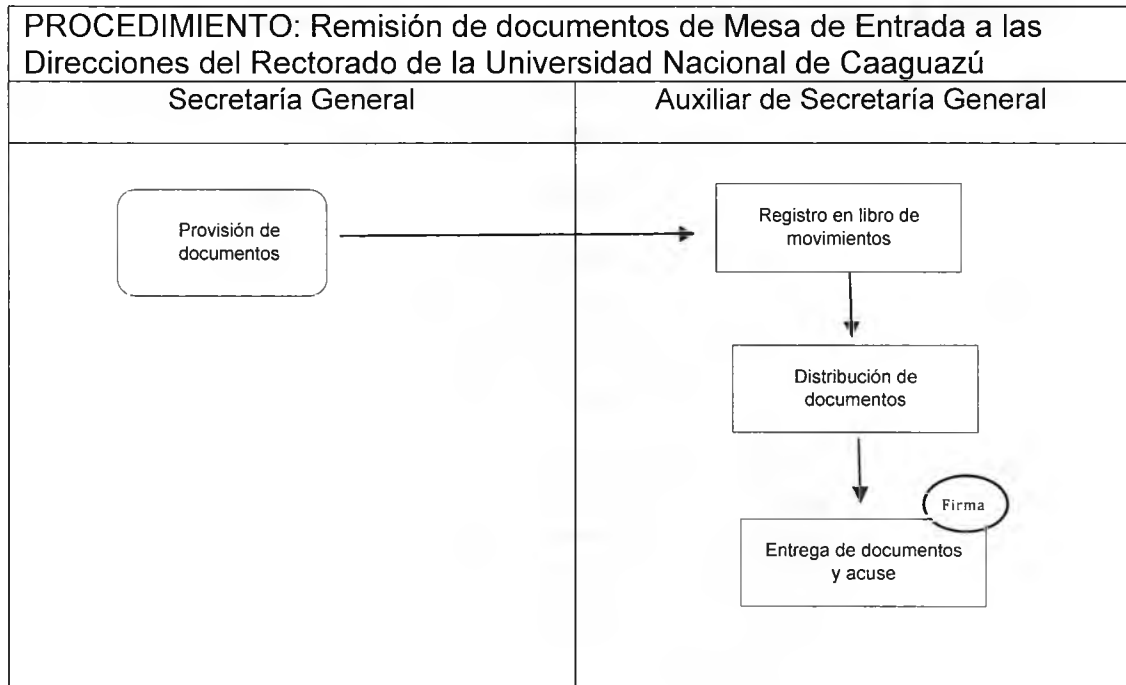 PROCEDIMIENTO: Remisión de documentos de Mesa de Entrada a las
Direcciones del Rectorado de la Universidad Nacional de Caaguazú
Secretaría General
Auxiliar de Secretaría General
Provisión de
documentos
Registro en libro de
movimientos
Distribución de
documentos
Firma
Entrega de documentos
y acuse